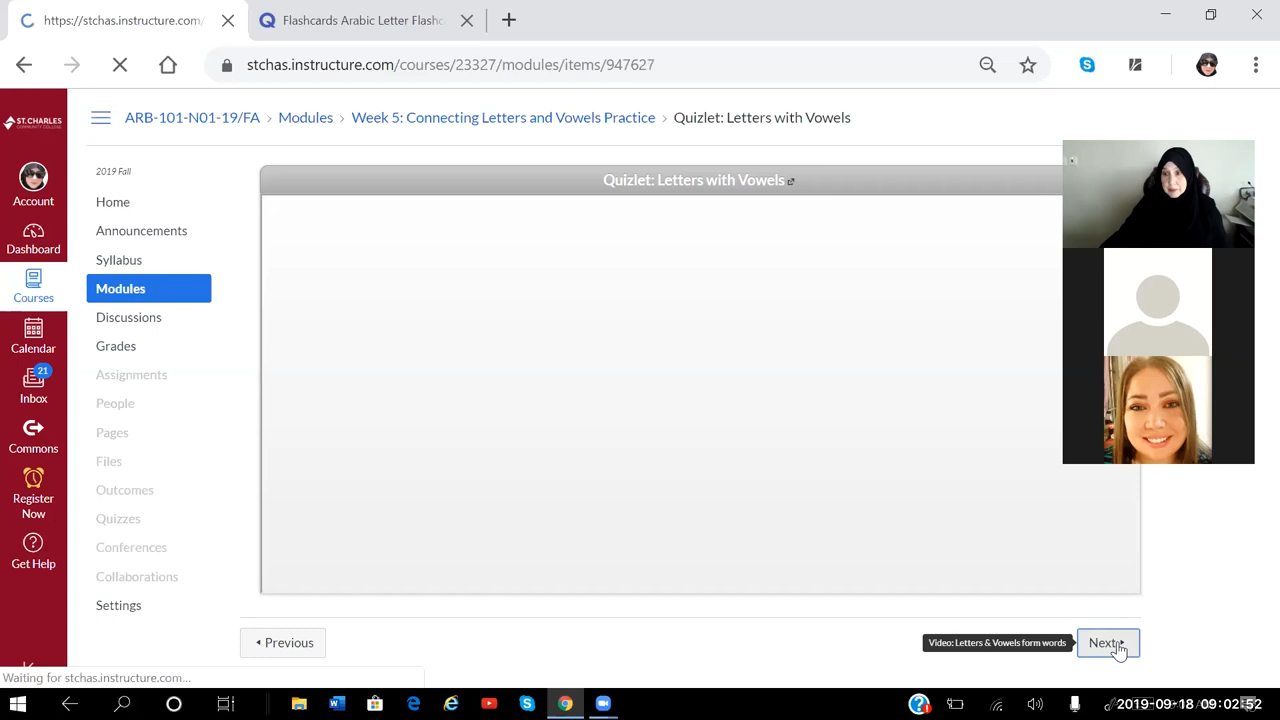 https://stchas.instructure.com/
Flashcards Arabic Letter Flashc
stchas.instructure.com/courses/23327/modules/items/947627
ST. CHARLES
COMMUNITY COLLEGE
ARB-101-N01-19/FA > Modules > Week 5: Connecting Letters and Vowels Practice > Quizlet: Letters with Vowels
Account
Dashboard
Courses
Calendar
21
Inbox
Commons
Register
Now
Get Help
2019 Fall
Home
Announcements
Syllabus
Modules
Discussions
Grades
Assignments
People
Pages
Files
Outcomes
Quizzes
Conferences
Collaborations
Settings
Quizlet: Letters with Vowels
Previous
Video: Letters & Vowels form words
Next
Waiting for stchas.instructure.com...
2019-09-18 09:02:52